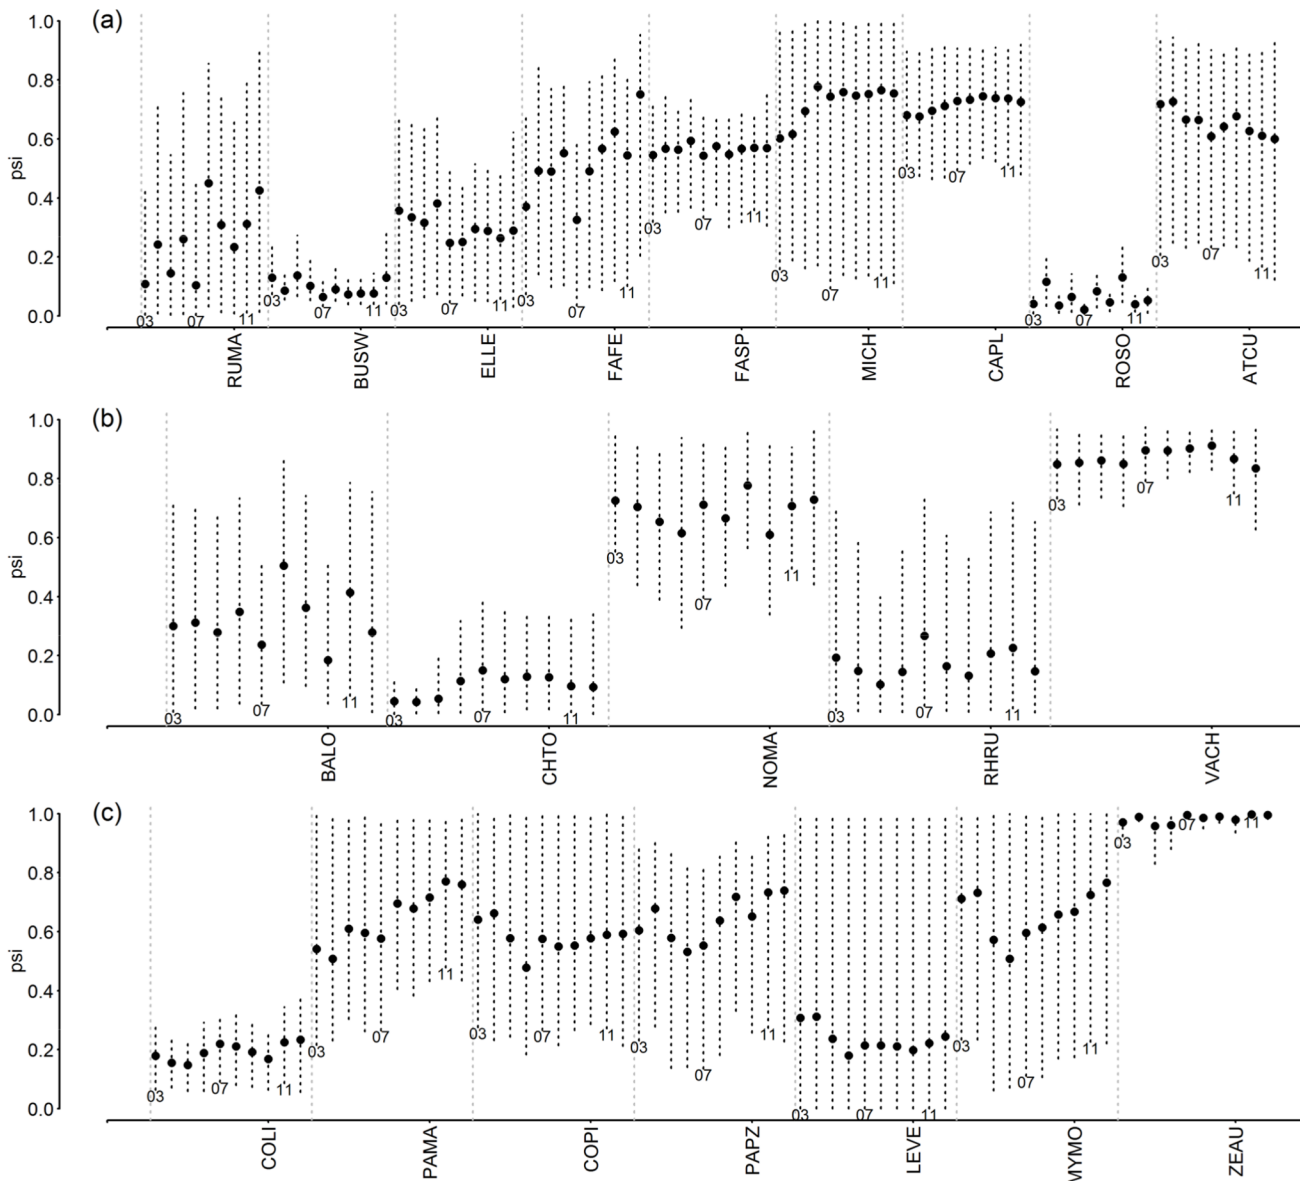 (a)
1.0
0.8
0.6
psi
0.4
0.2
0.0
03 07 11 03 07 11 03 07 11 03 07 11 03 07 11 03 07 11 03 07 11 03 07 11 03 07 11
RUMA BUSW ELLE FAFE FASP MICH CAPL ROSO ATCU
(b)
1.0
0.8
0.6
psi
0.4
0.2
0.0
03 07 11 03 07 11 03 07 11 03 07 11 03 07 11
BALO CHTO NOMA RHRU VACH
(c)
1.0
0.8
0.6
psi
0.4
0.2
0.0
03 07 11 03 07 11 03 07 11 03 07 11 03 07 11 03 07 11 03 07 11
COLI PAMA COPI PAPZ LEVE MYMO ZEAU